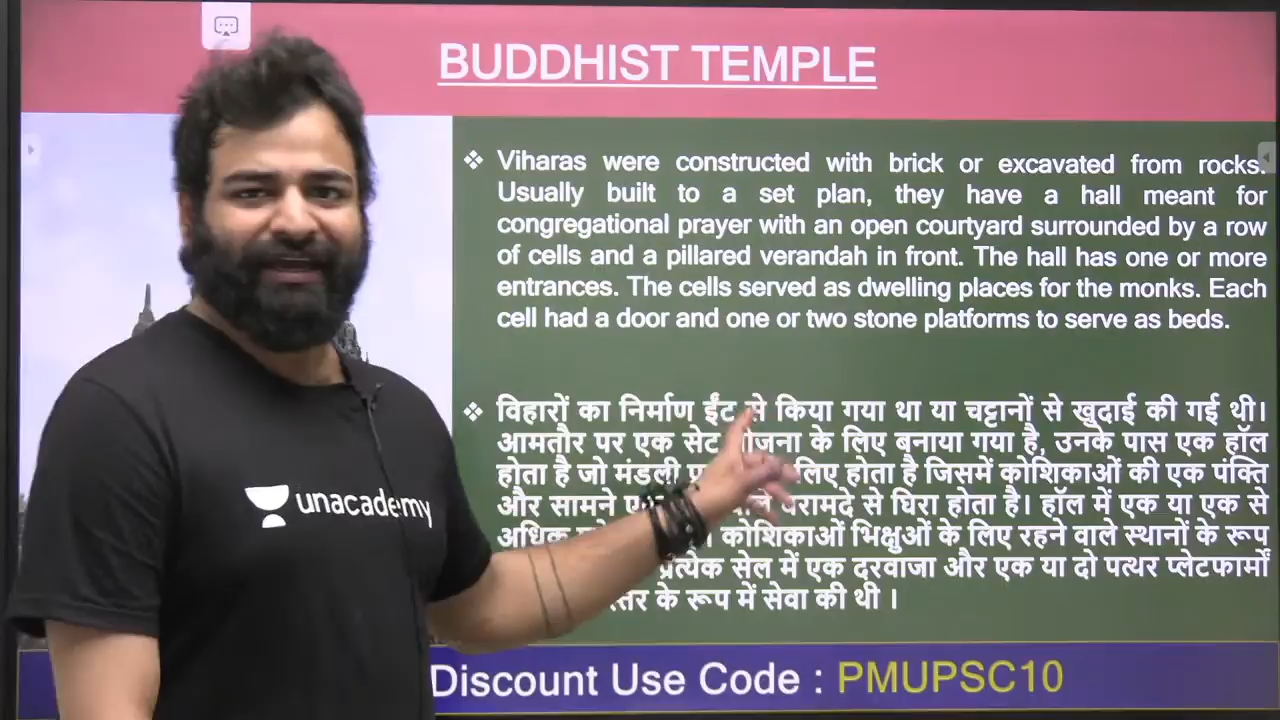 BUDDHIST TEMPLE
❖ Viharas were constructed with brick or excavated from rocks.
Usually built to a set plan, they have a hall meant for
congregational prayer with an open courtyard surrounded by a row
of cells and a pillared verandah in front. The hall has one or more
entrances. The cells served as dwelling places for the monks. Each
cell had a door and one or two stone platforms to serve as beds.
❖ विहारों का निर्माण ईंट से किया गया था या चट्टानों से खुदाई की गई थी।
आमतौर पर एक सेट के लिए बनाया गया है, उनके पास एक हॉल
होता है जो मंडली लिए होता है जिसमें कोशिकाओं की एक पंक्ति
और सामने से घिरा होता है। हॉल में एक या एक से
अधिक कोशिकाओं भिक्षुओं के लिए रहने वाले स्थानों के रूप
प्रत्येक सेल में एक दरवाजा और एक या दो पत्थर प्लेटफार्मों
के रूप में सेवा की थी ।
unacademy
Discount Use Code : PMUPSC10